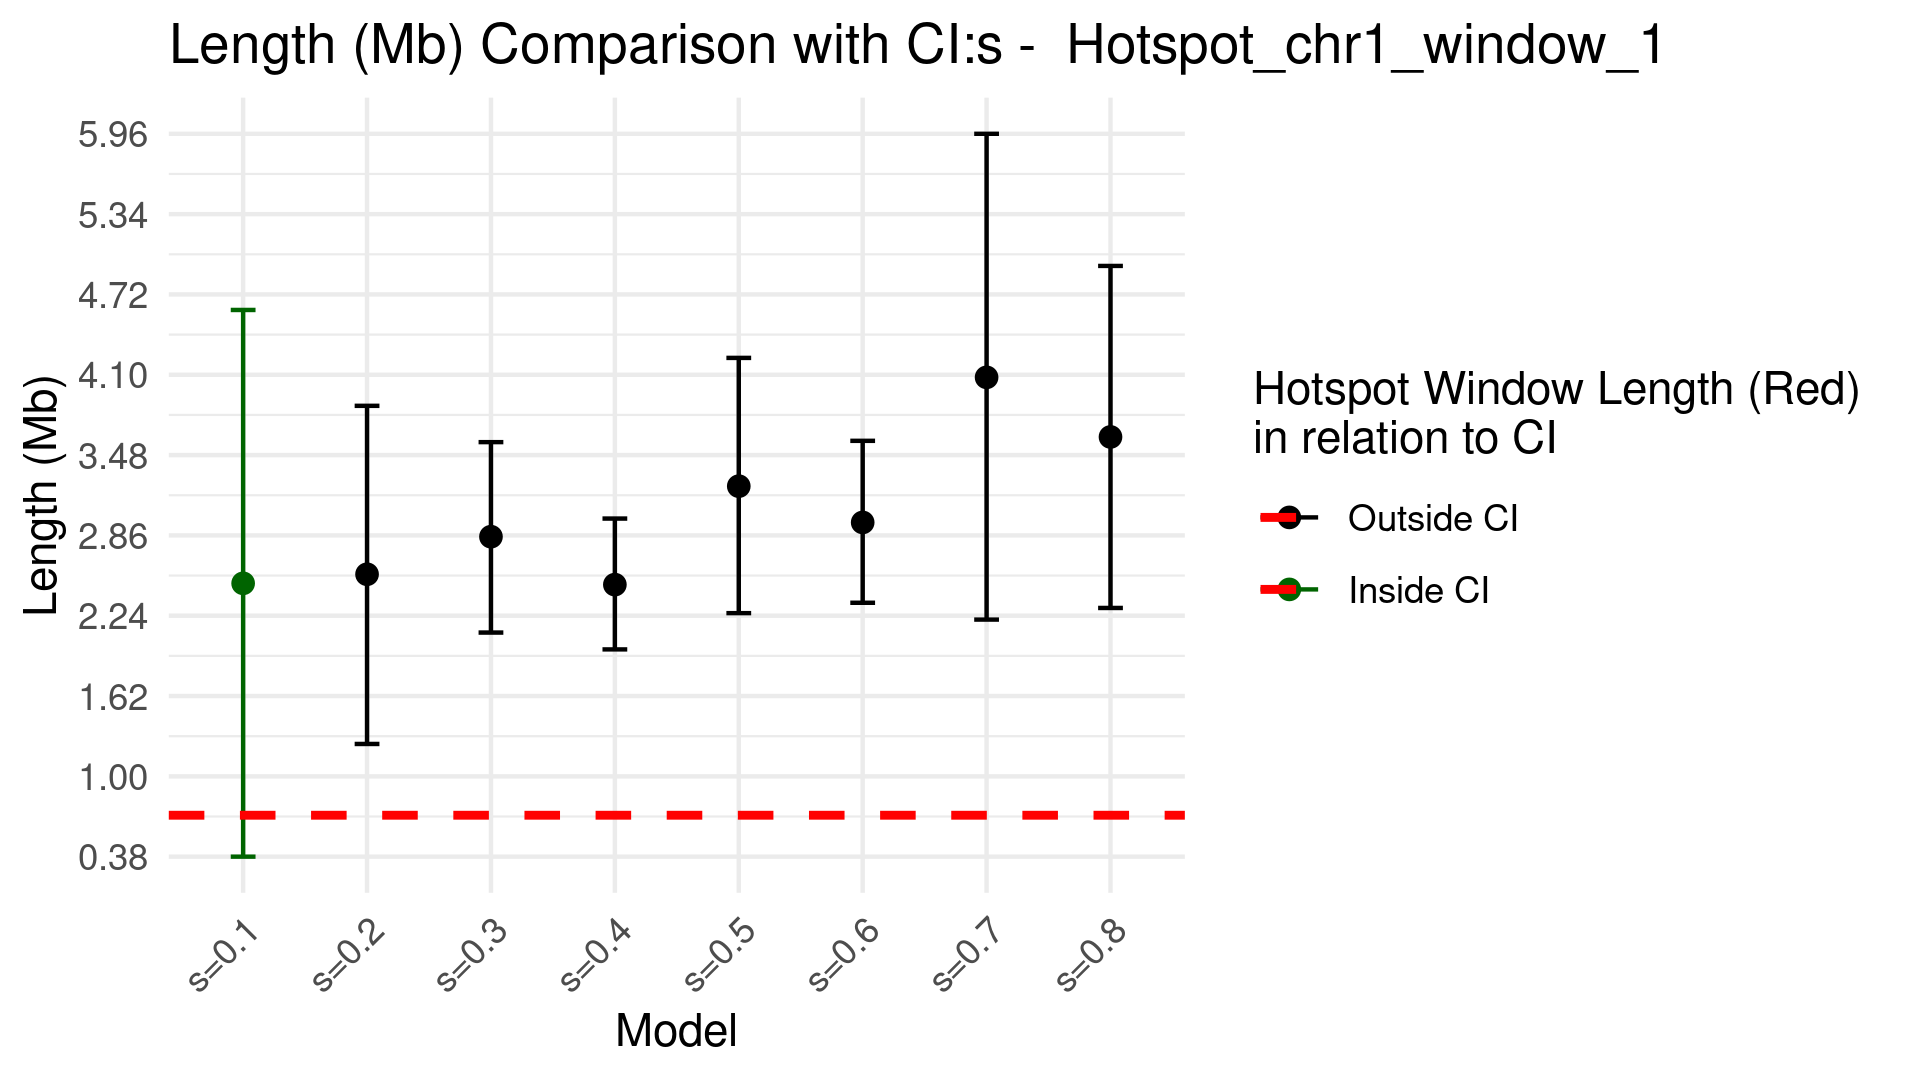 Length (Mb) Comparison with CI:s -  Hotspot_chr1_window_1
5.96
5.34
4.72
4.10
3.48
2.86
2.24
1.62
1.00
0.38
Length (Mb)
s=0.1
s=0.2
s=0.3
s=0.4
s=0.5
s=0.6
s=0.7
s=0.8
Model
Hotspot Window Length (Red)
in relation to CI
Outside CI
Inside CI